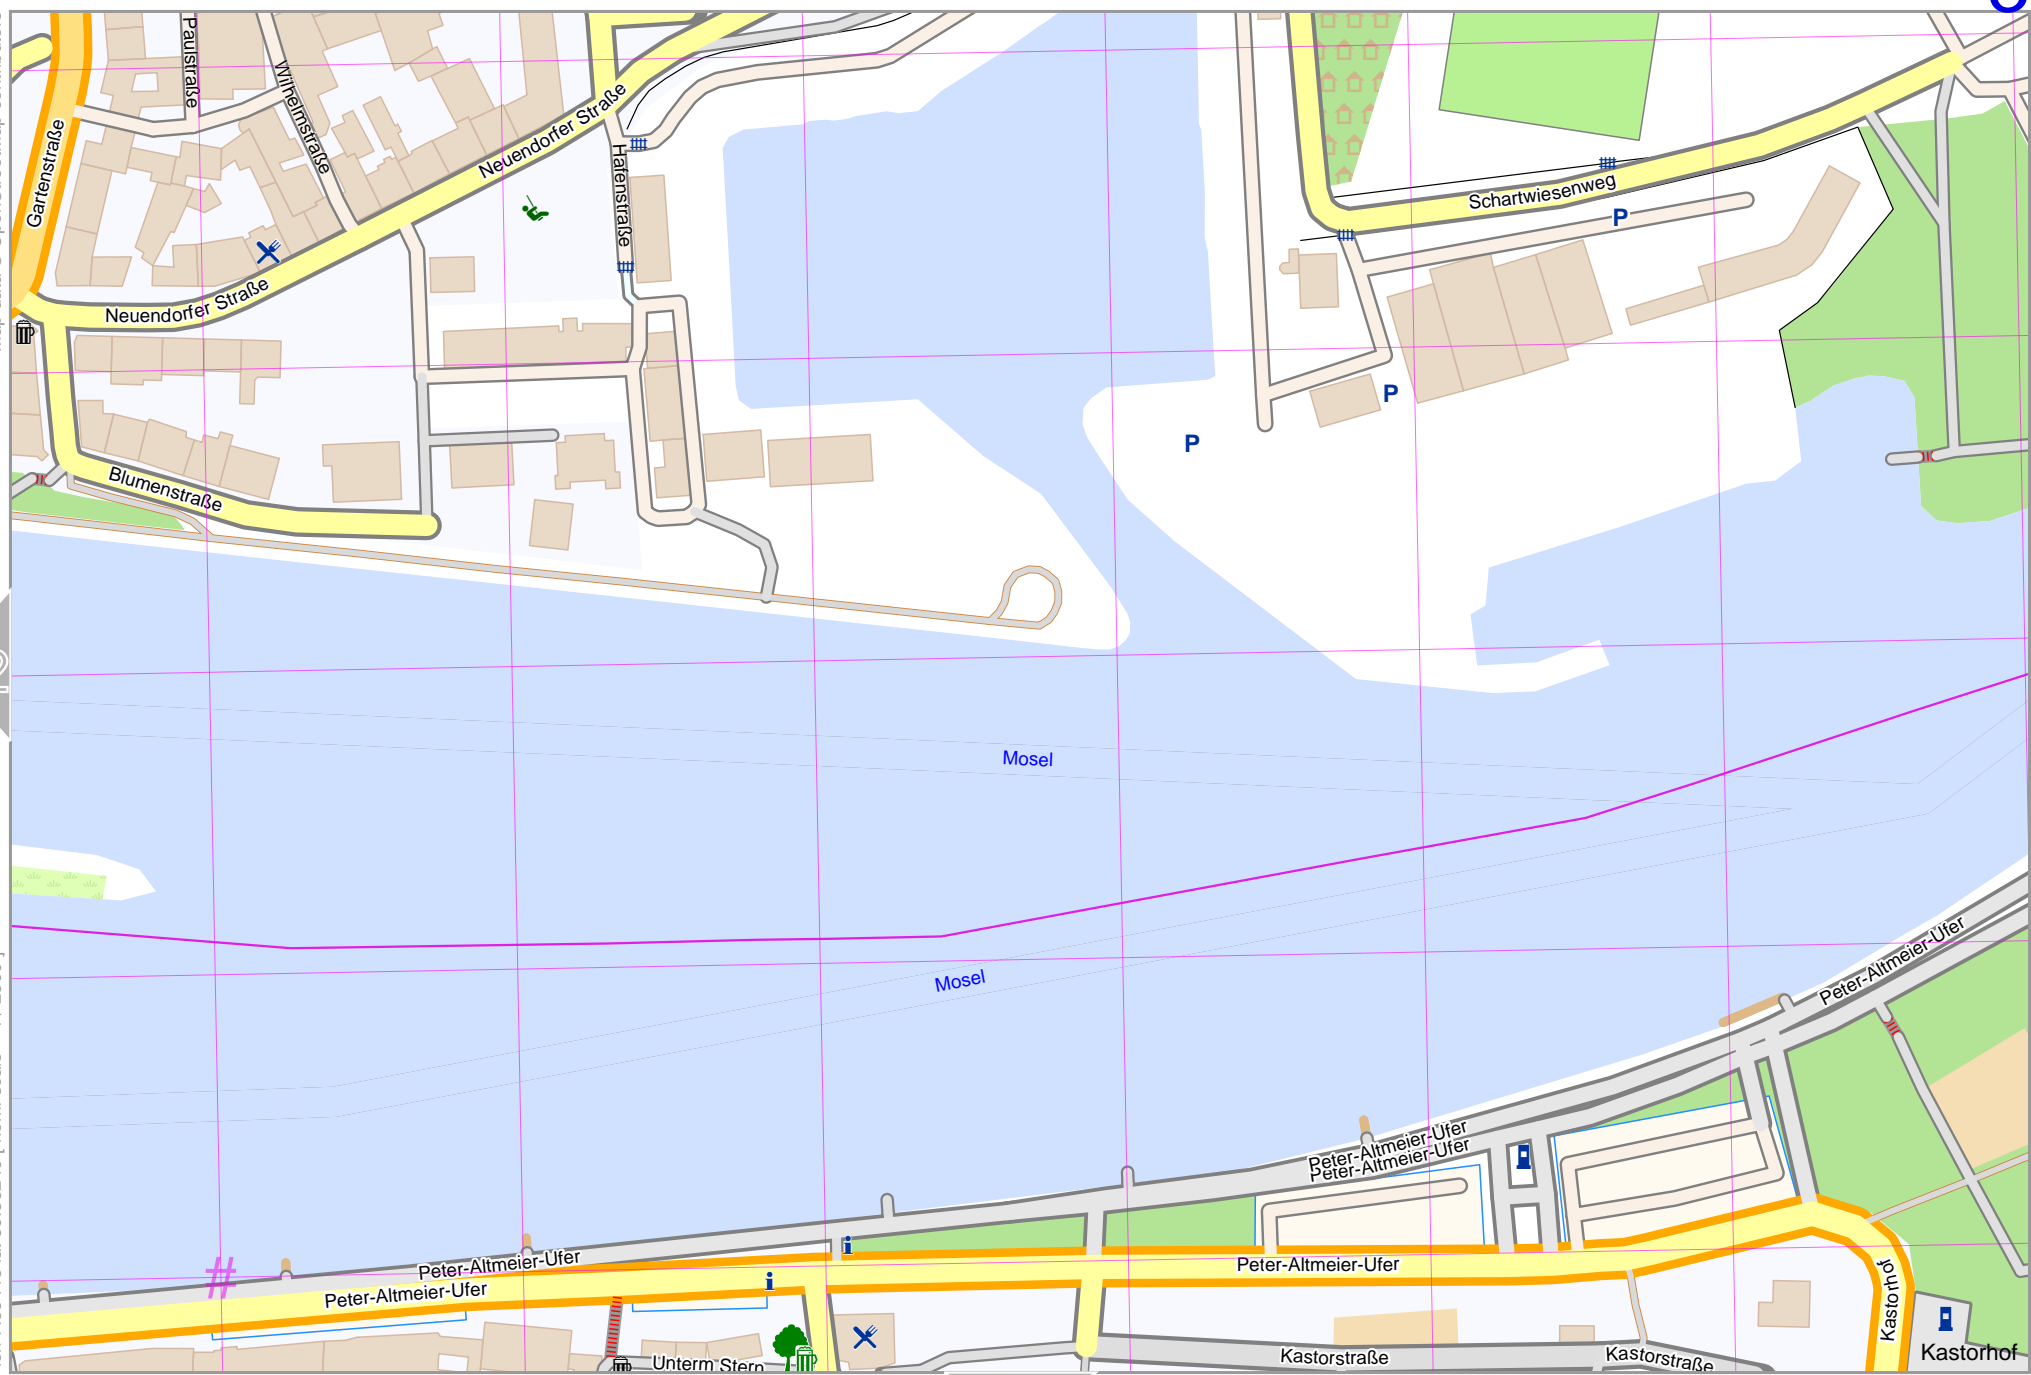 Paulstraße
Wilhelmstraße
Gartenstraße
Neuendorfer Straße
Hafenstraße
Schartwiesenweg
P
Neuendorfer Straße
P
P
Blumenstraße
Mosel
Mosel
Peter-Altmeier-Ufer
Peter-Altmeier-Ufer
Peter-Altmeier-Ufer
i
Peter-Altmeier-Ufer
Peter-Altmeier-Ufer
i
Peter-Altmeier-Ufer
#
Kastorhof
Unterm Stern
Kastorstraße
Kastorstraße
Kastorhof